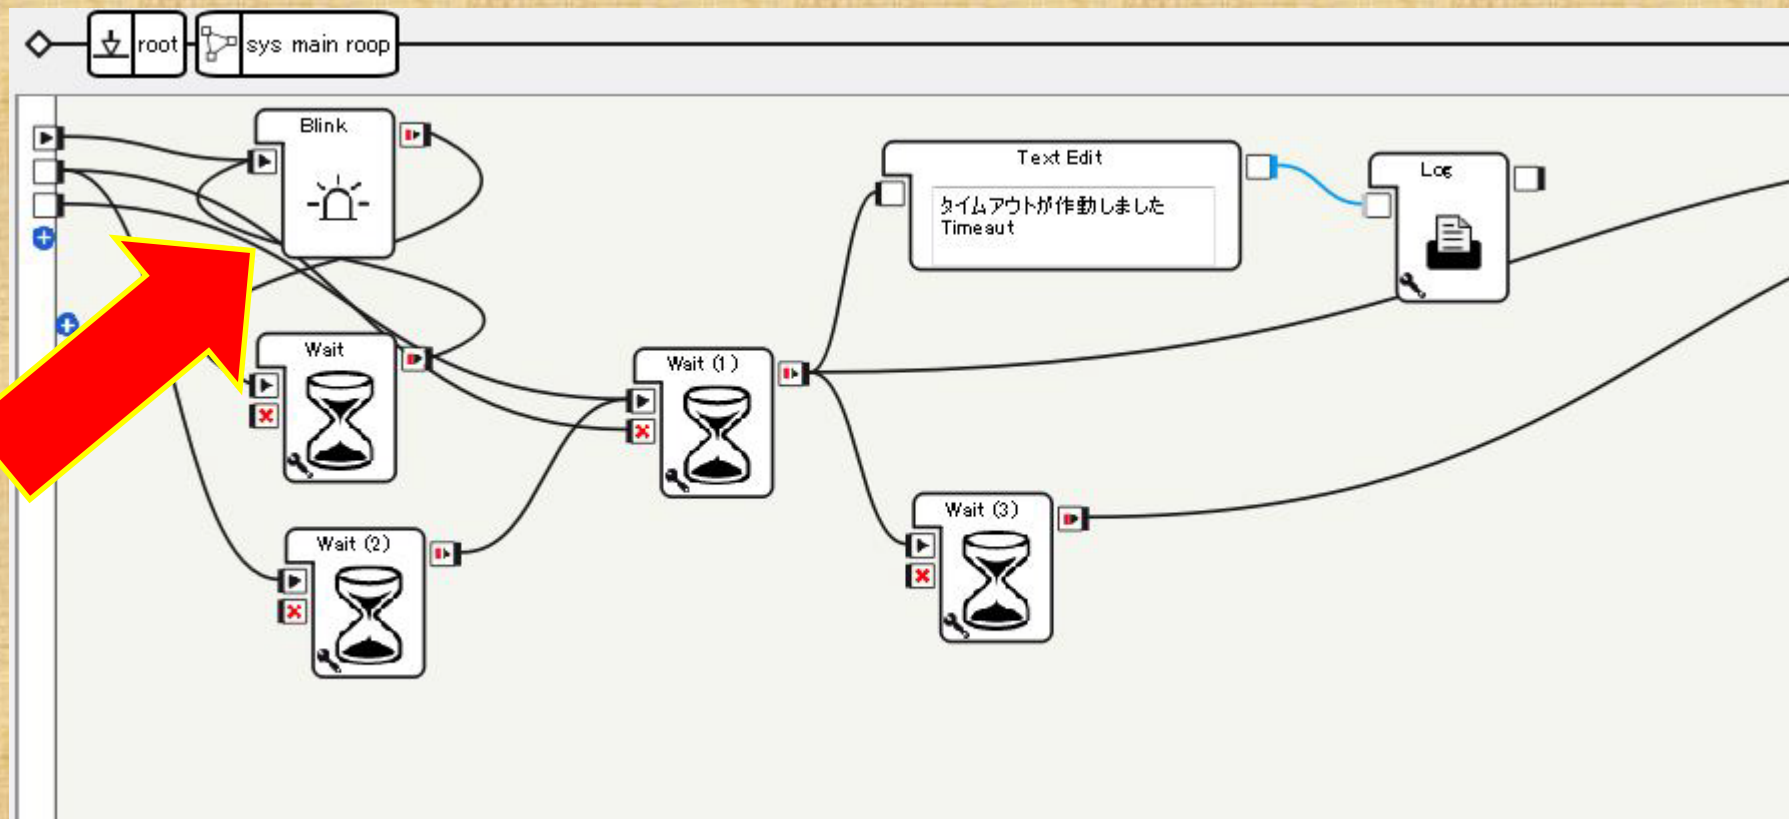 root
sys main roop
Blink
Text Edit
タイムアウトが作動しました
Timeaut
Log
Wait
Wait (1)
Wait (2)
Wait (3)